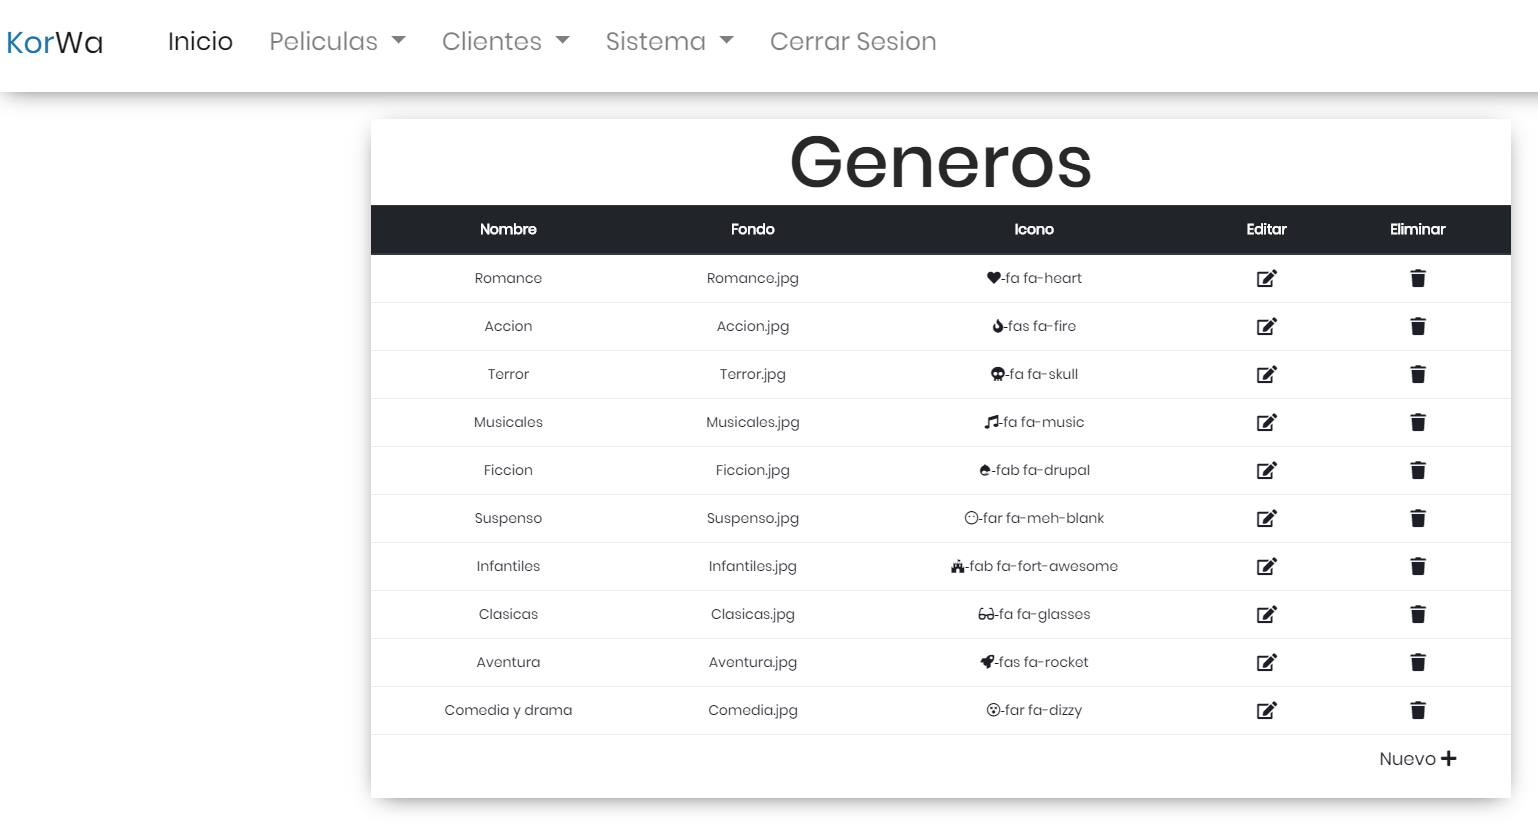 KorWa Inicio Peliculas Clientes Sistema Cerrar Sesion
Generos
Nombre Fondo Icono Editar Eliminar
Romance Romance.jpg -fa fa-heart
Accion Accion.jpg -fas fa-fire
Terror Terror.jpg -fa fa-skull
Musicales Musicales.jpg -fa fa-music
Ficcion Ficcion.jpg -fab fa-drupal
Suspenso Suspenso.jpg -far fa-meh-blank
Infantiles Infantiles.jpg -fab fa-fort-awesome
Clasicas Clasicas.jpg -fa fa-glasses
Aventura Aventura.jpg -fas fa-rocket
Comedia y drama Comedia.jpg -far fa-dizzy
Nuevo +